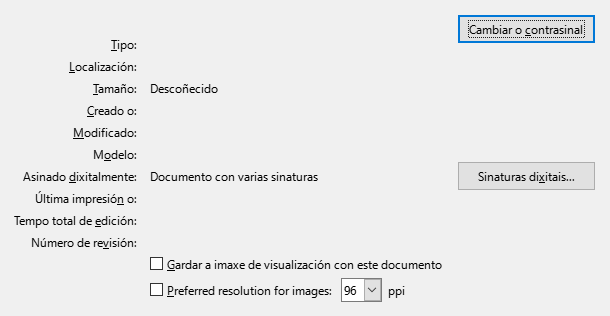 Cambiar o contrasinal
Tipo:
Localización:
Tamaño: Descoñecido
Creado o:
Modificado:
Modelo:
Asinado dixitalmente: Documento con varias sinaturas Sinaturas dixitais...
Última impresión o:
Tempo total de edición:
Número de revisión:
Gardar a imaxe de visualización con este documento
Preferred resolution for images: 96 ppi